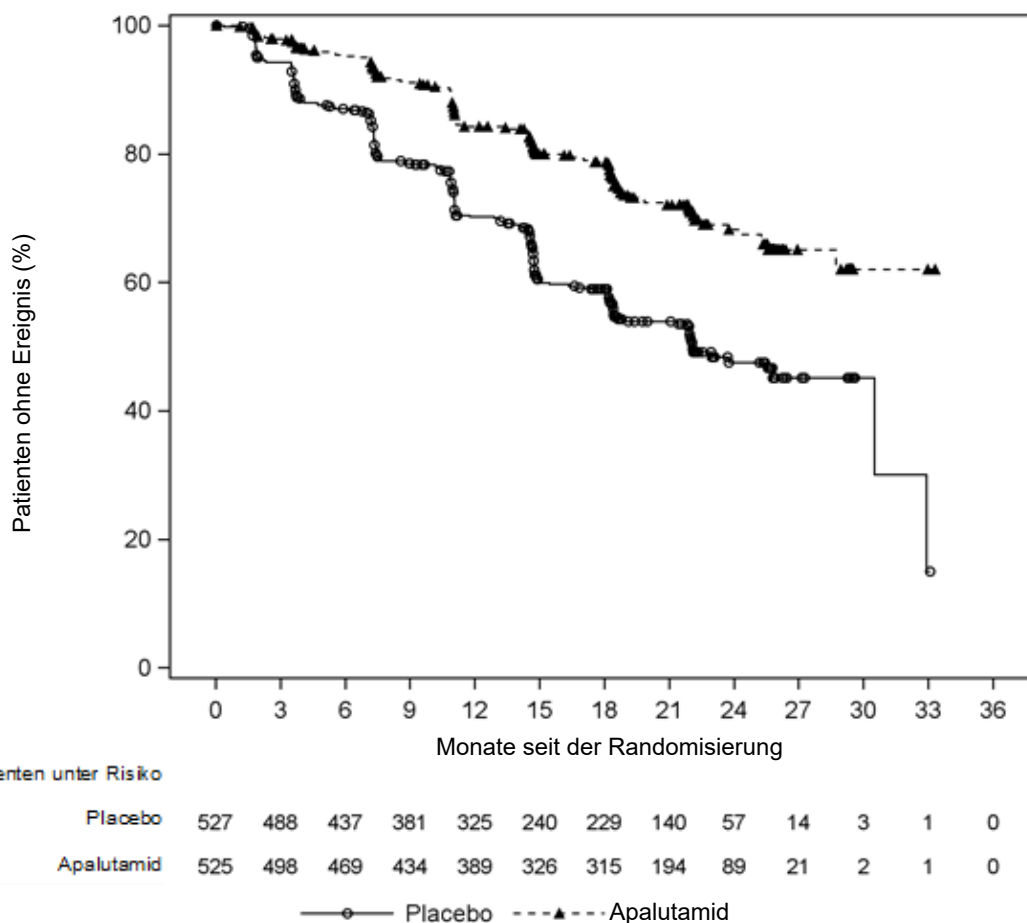 Patienten ohne Ereignis (%)
100
80
60
40
20
0
0 3 6 9 12 15 18 21 24 27 30 33 36
Monate seit der Randomisierung
enten unter Risiko
Placebo 527 488 437 381 325 240 229 140 57 14 3 1 0
Apalutamid 525 498 469 434 389 326 315 194 89 21 2 1 0
Placebo Apalutamid